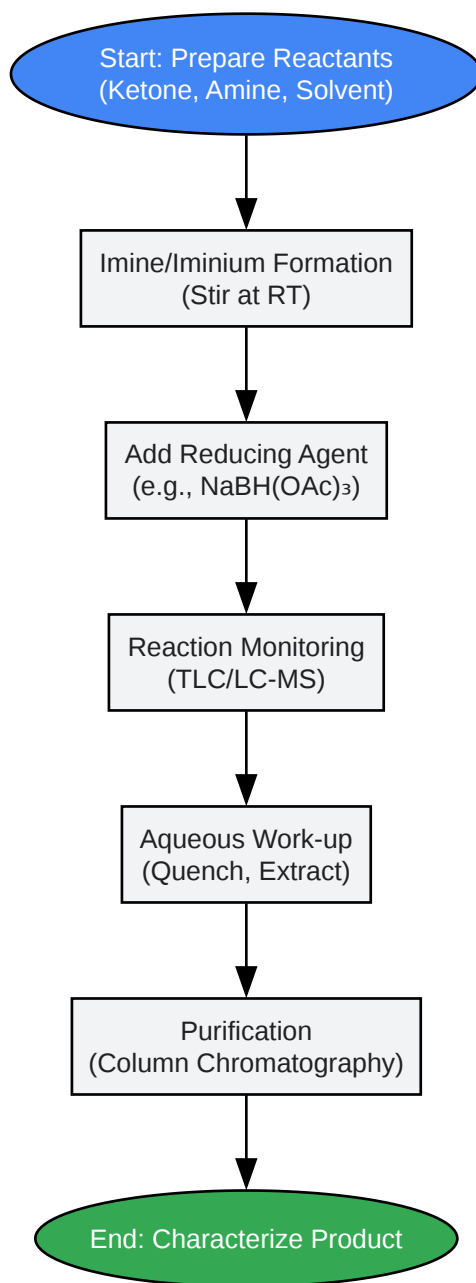 Start: Prepare Reactants
(Ketone, Amine, Solvent)
Imine/Iminium Formation
(Stir at RT)
Add Reducing Agent
(e.g., NaBH(OAc)₃)
Reaction Monitoring
(TLC/LC-MS)
Aqueous Work-up
(Quench, Extract)
Purification
(Column Chromatography)
End: Characterize Product